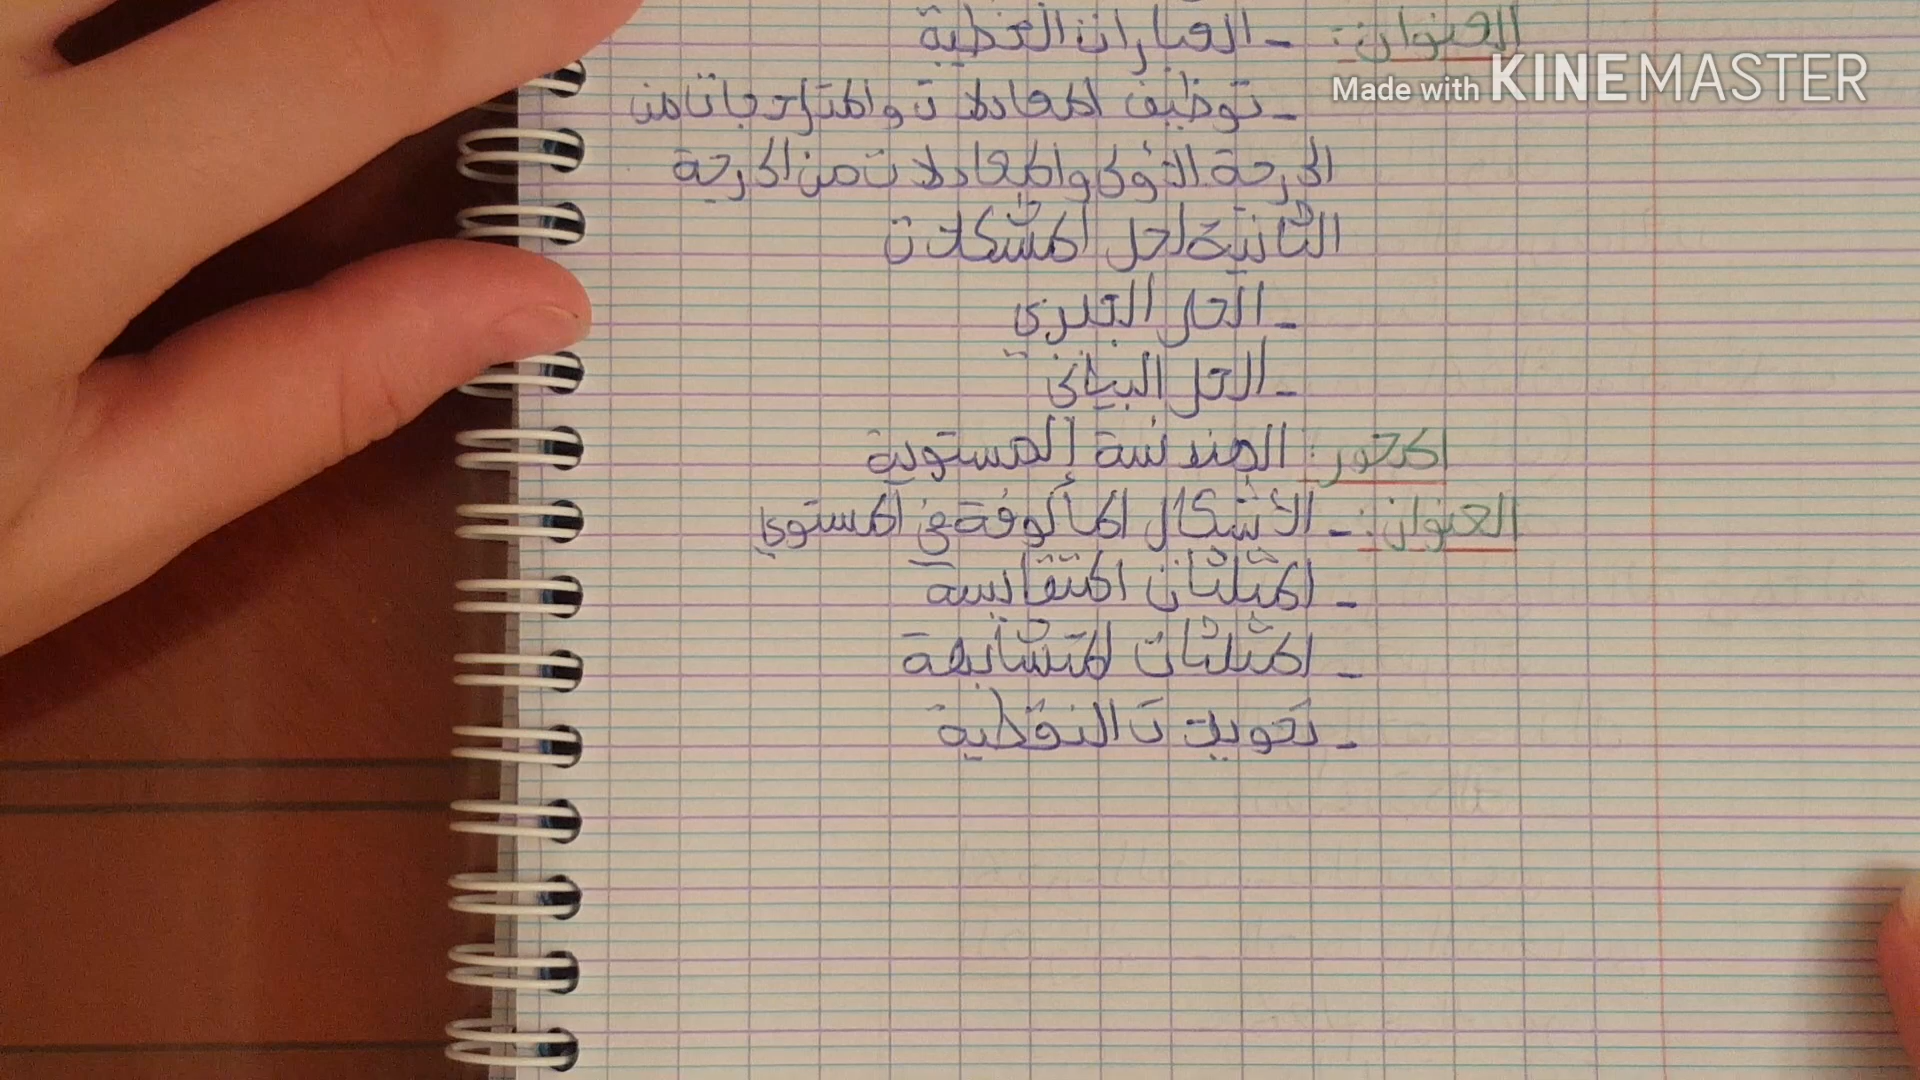 العنوان: - العبارات الخطية
Made with KINEMASTER
- توظيف المعادلات والمتراجحات من
الدرجة الأولى والمعادلات من الدرجة
الثانية لحل المشكلات
- الحل الجبري
- الحل البياني
المحور: الهندسة المستوية
العنوان: - الأشكال المألوفة في المستوي
- المثلثات المتقايسة
- المثلثات المتشابهة
- تحويلات النقطية